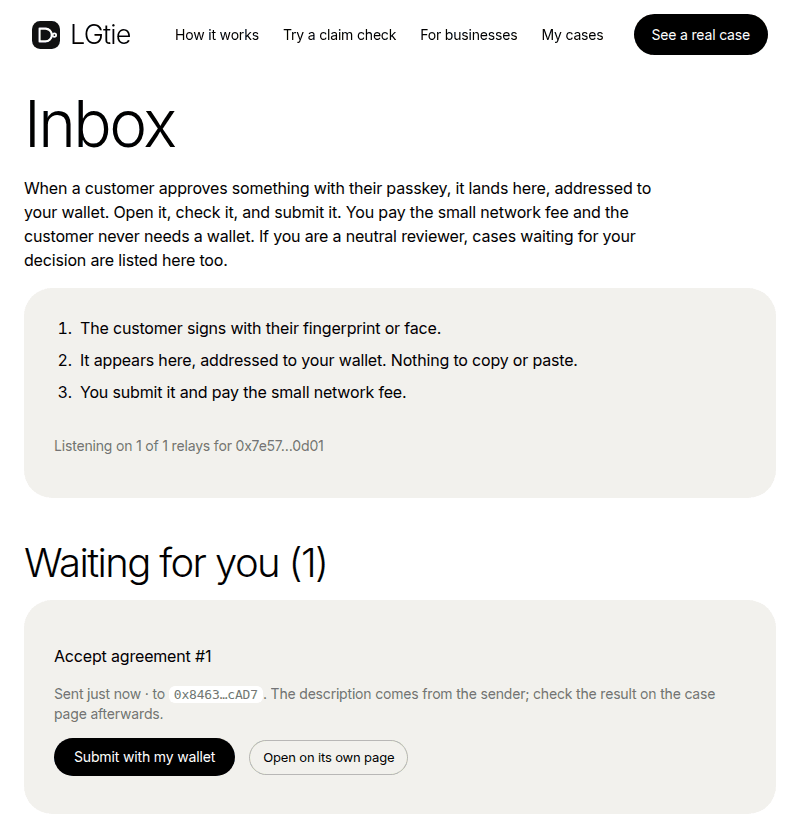 LGtie
How it works
Try a claim check
For businesses
My cases
See a real case
Inbox
When a customer approves something with their passkey, it lands here, addressed to
your wallet. Open it, check it, and submit it. You pay the small network fee and the
customer never needs a wallet. If you are a neutral reviewer, cases waiting for your
decision are listed here too.
1. The customer signs with their fingerprint or face.
2. It appears here, addressed to your wallet. Nothing to copy or paste.
3. You submit it and pay the small network fee.
Listening on 1 of 1 relays for 0x7e57...0d01
Waiting for you (1)
Accept agreement #1
Sent just now · to 0x8463…cAD7. The description comes from the sender; check the result on the case
page afterwards.
Submit with my wallet
Open on its own page